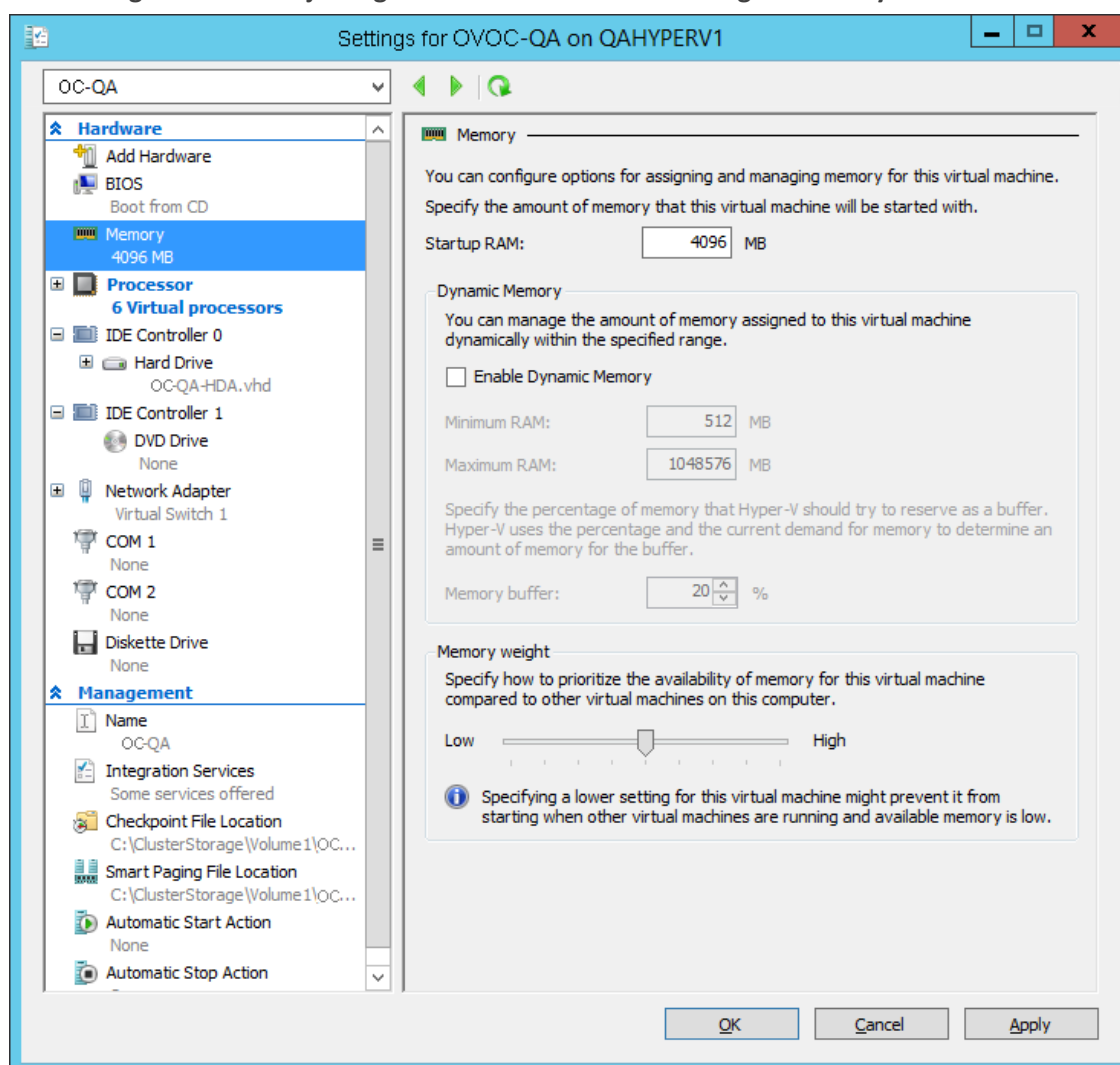 Settings for OVOC-QA on QAHYPERV1
OC-QA
Hardware
Add Hardware
BIOS
Boot from CD
Memory
4096 MB
Processor
6 Virtual processors
IDE Controller 0
Hard Drive
OC-QA-HDA.vhd
IDE Controller 1
DVD Drive
None
Network Adapter
Virtual Switch 1
COM 1
None
COM 2
None
Diskette Drive
None
Management
Name
OC-QA
Integration Services
Some services offered
Checkpoint File Location
C:\ClusterStorage\Volume1\OC...
Smart Paging File Location
C:\ClusterStorage\Volume1\OC...
Automatic Start Action
None
Automatic Stop Action
Memory
You can configure options for assigning and managing memory for this virtual machine.
Specify the amount of memory that this virtual machine will be started with.
Startup RAM: 4096 MB
Dynamic Memory
You can manage the amount of memory assigned to this virtual machine
dynamically within the specified range.
Enable Dynamic Memory
Minimum RAM: 512 MB
Maximum RAM: 1048576 MB
Specify the percentage of memory that Hyper-V should try to reserve as a buffer.
Hyper-V uses the percentage and the current demand for memory to determine an
amount of memory for the buffer.
Memory buffer: 20 %
Memory weight
Specify how to prioritize the availability of memory for this virtual machine
compared to other virtual machines on this computer.
Low High
Specifying a lower setting for this virtual machine might prevent it from
starting when other virtual machines are running and available memory is low.
OK Cancel Apply